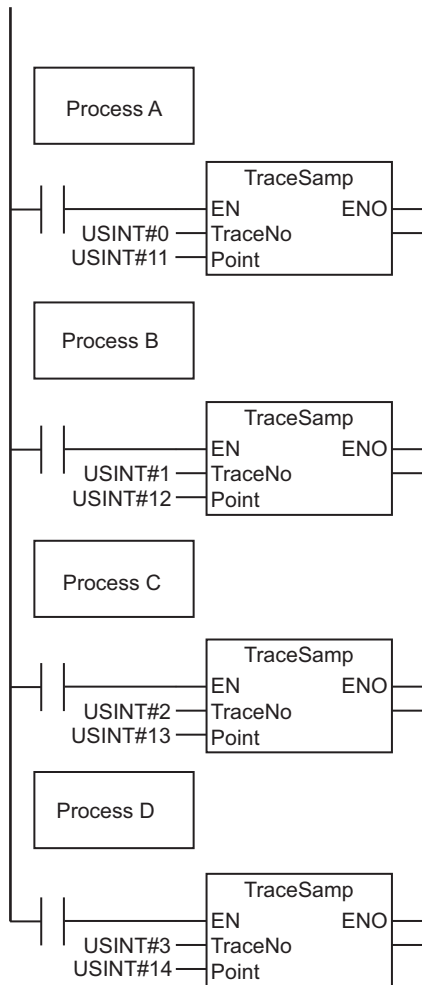 Process A
TraceSamp
EN ENO
USINT#0 TraceNo
USINT#11 Point
Process B
TraceSamp
EN ENO
USINT#1 TraceNo
USINT#12 Point
Process C
TraceSamp
EN ENO
USINT#2 TraceNo
USINT#13 Point
Process D
TraceSamp
EN ENO
USINT#3 TraceNo
USINT#14 Point